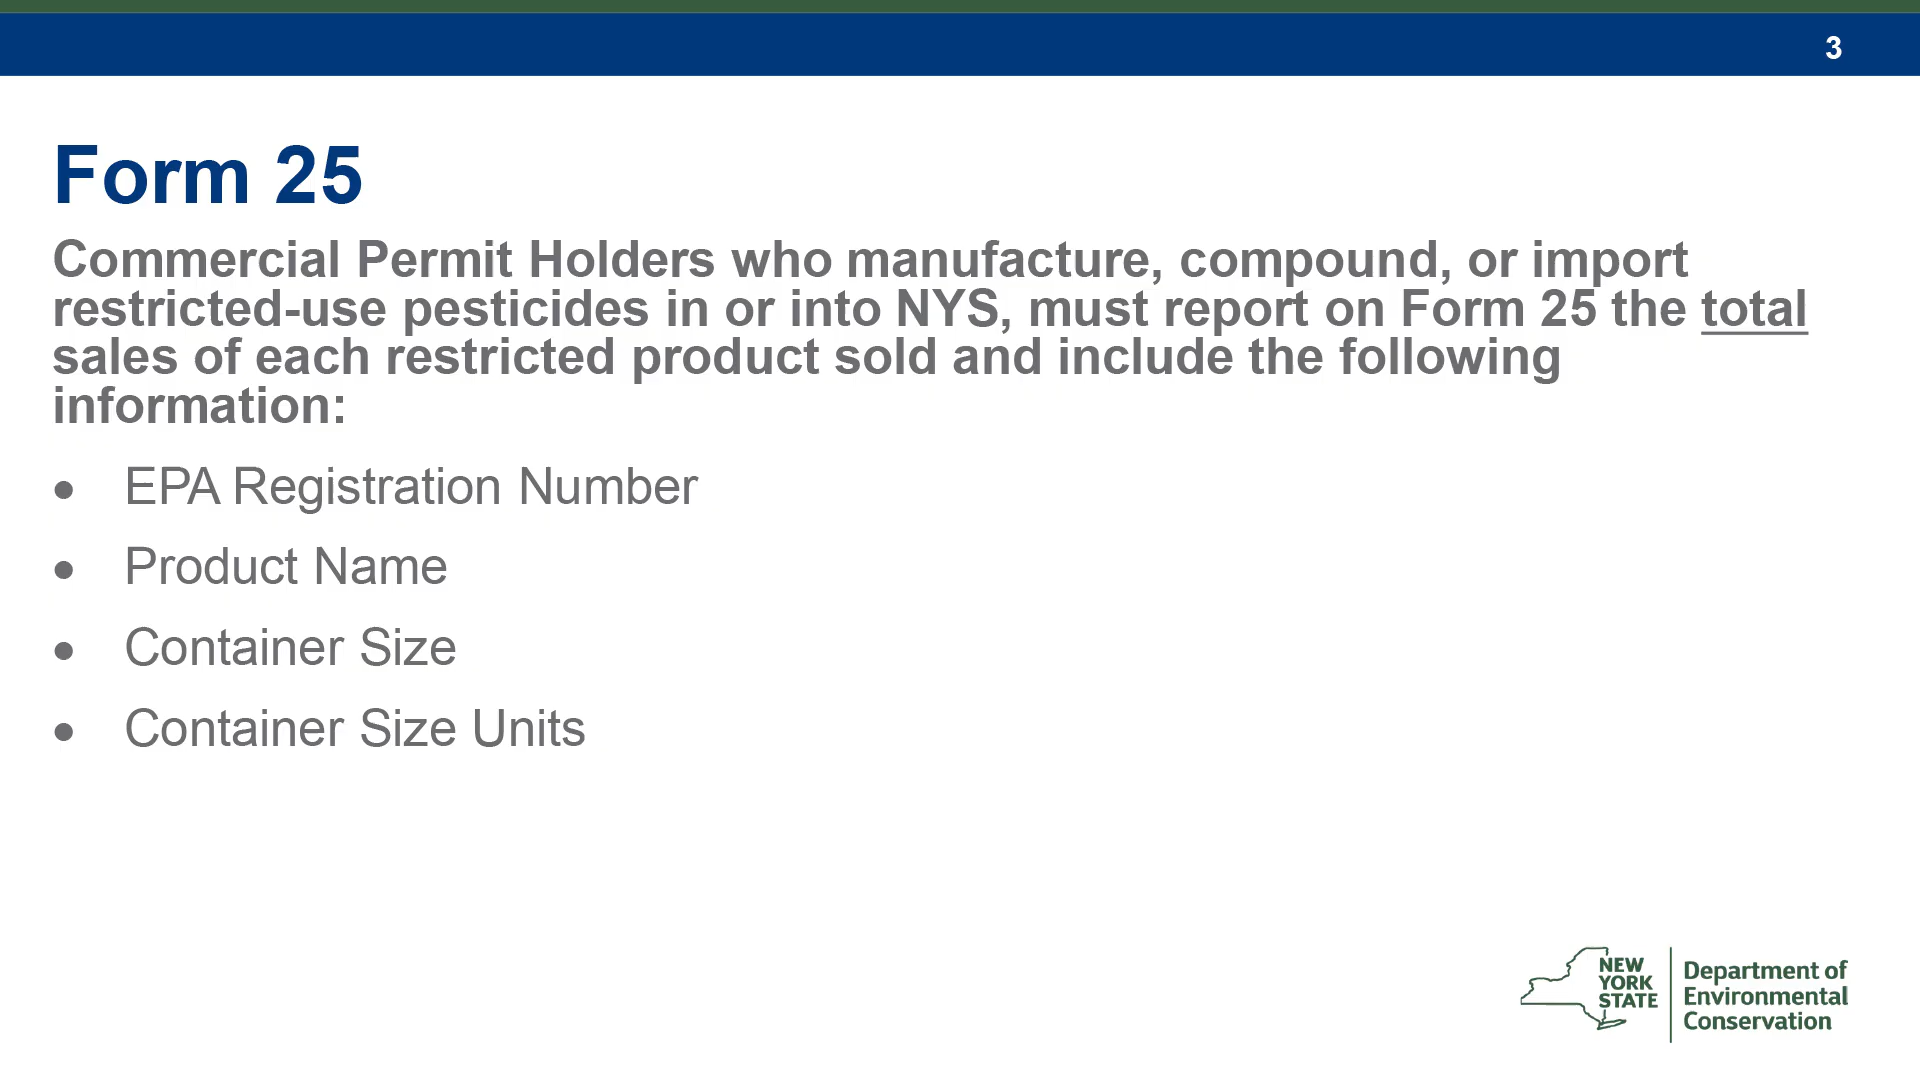 3
Form 25
Commercial Permit Holders who manufacture, compound, or import
restricted-use pesticides in or into NYS, must report on Form 25 the total
sales of each restricted product sold and include the following
information:
• EPA Registration Number
• Product Name
• Container Size
• Container Size Units
NEW
YORK
STATE
Department of
Environmental
Conservation